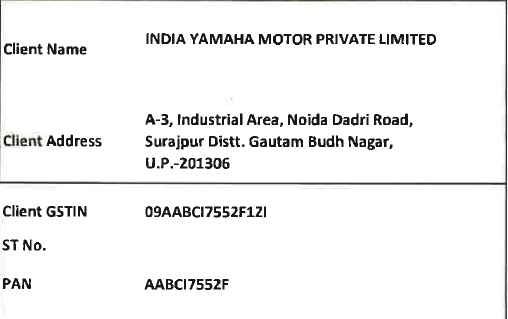 Client Name INDIA YAMAHA MOTOR PRIVATE LIMITED
A-3, Industrial Area, Noida Dadri Road,
Client Address Surajpur Distt. Gautam Budh Nagar,
U.P.-201306
Client GSTIN 09AABCI7552F1ZI
ST No.
PAN AABCI7552F